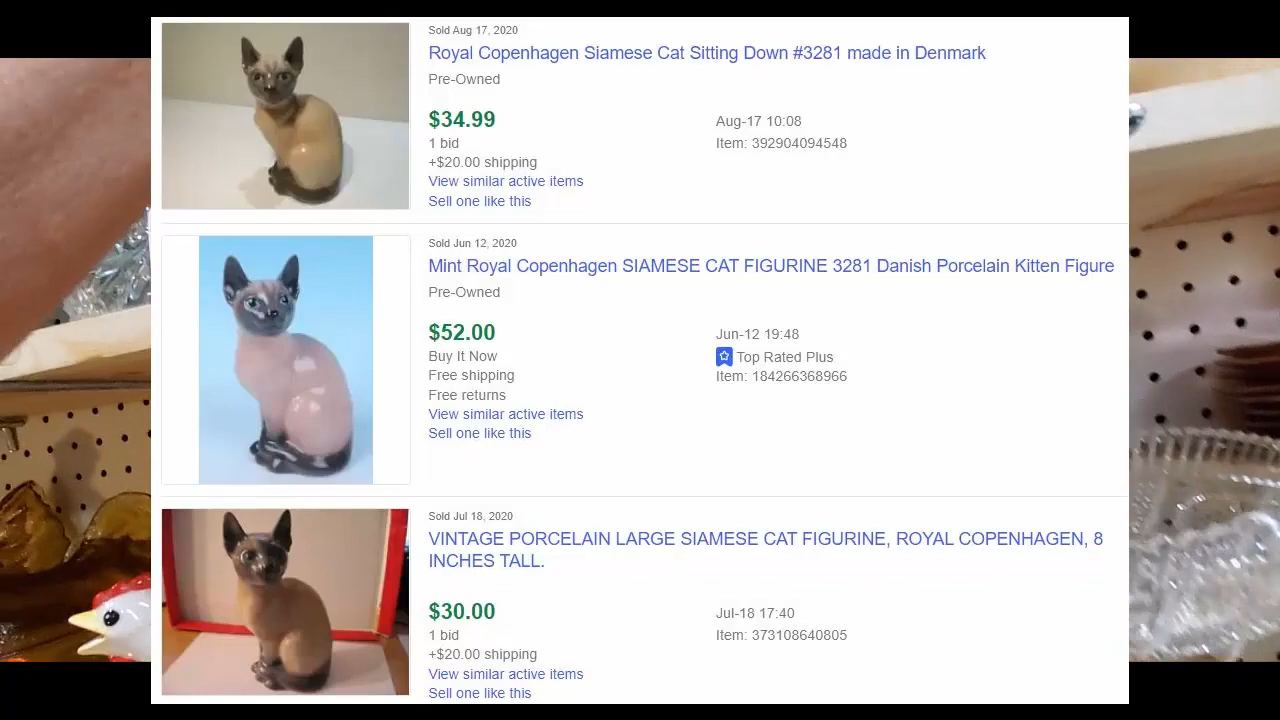 Sold Aug 17, 2020
Royal Copenhagen Siamese Cat Sitting Down #3281 made in Denmark
Pre-Owned
$34.99
Aug-17 10:08
1 bid
Item: 392904094548
+$20.00 shipping
View similar active items
Sell one like this
Sold Jun 12, 2020
Mint Royal Copenhagen SIAMESE CAT FIGURINE 3281 Danish Porcelain Kitten Figure
Pre-Owned
$52.00
Jun-12 19:48
Buy It Now
Top Rated Plus
Free shipping
Item: 184266368966
Free returns
View similar active items
Sell one like this
Sold Jul 18, 2020
VINTAGE PORCELAIN LARGE SIAMESE CAT FIGURINE, ROYAL COPENHAGEN, 8
INCHES TALL.
$30.00
Jul-18 17:40
1 bid
Item: 373108640805
+$20.00 shipping
View similar active items
Sell one like this